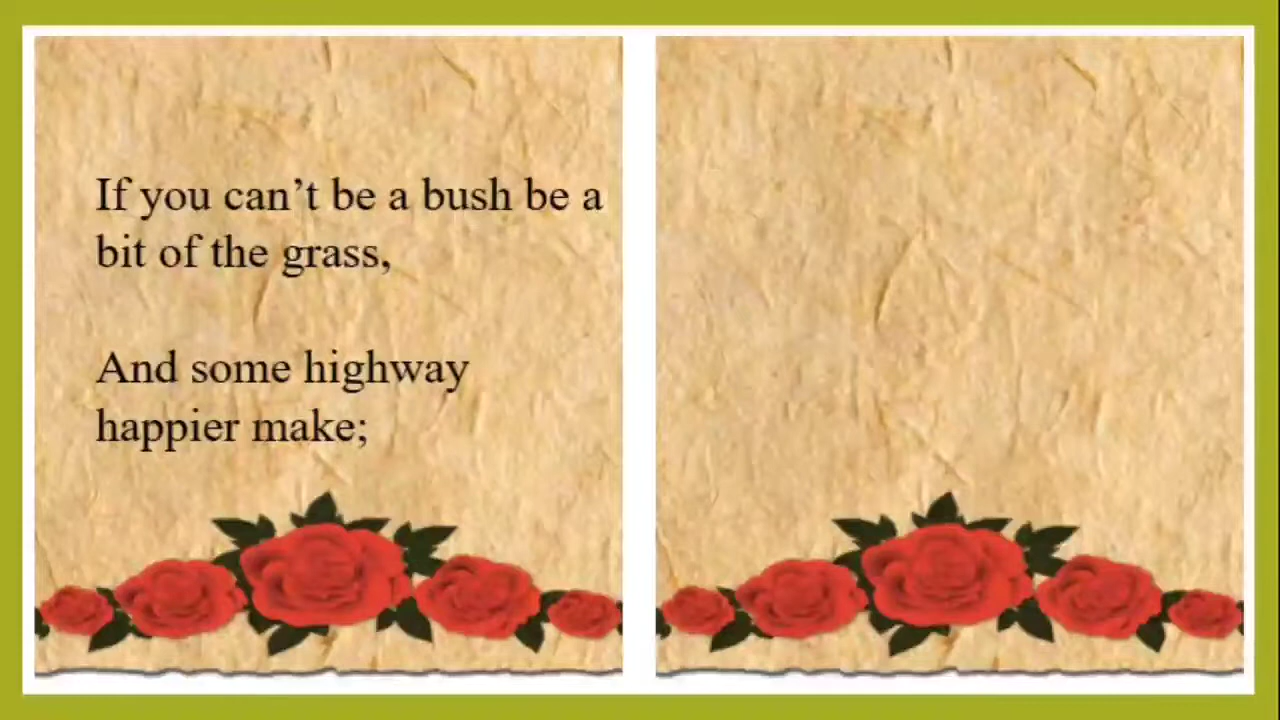 If you can’t be a bush be a
bit of the grass,
And some highway
happier make;